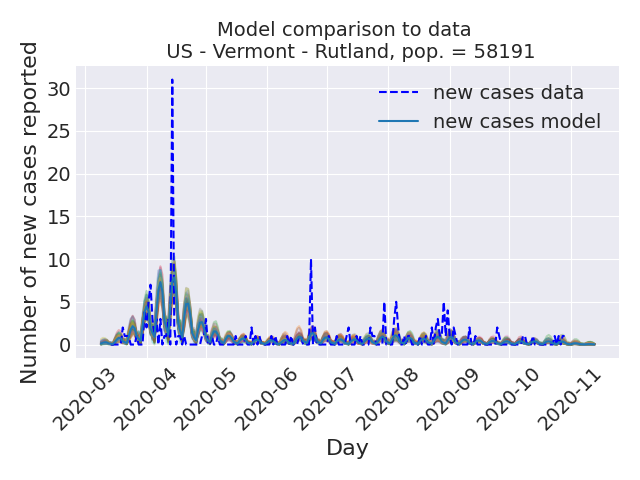 Model comparison to data
US - Vermont - Rutland, pop. = 58191
new cases data
new cases model
Number of new cases reported
30
25
20
15
10
5
0
2020-03
2020-04
2020-05
2020-06
2020-07
2020-08
2020-09
2020-10
2020-11
Day